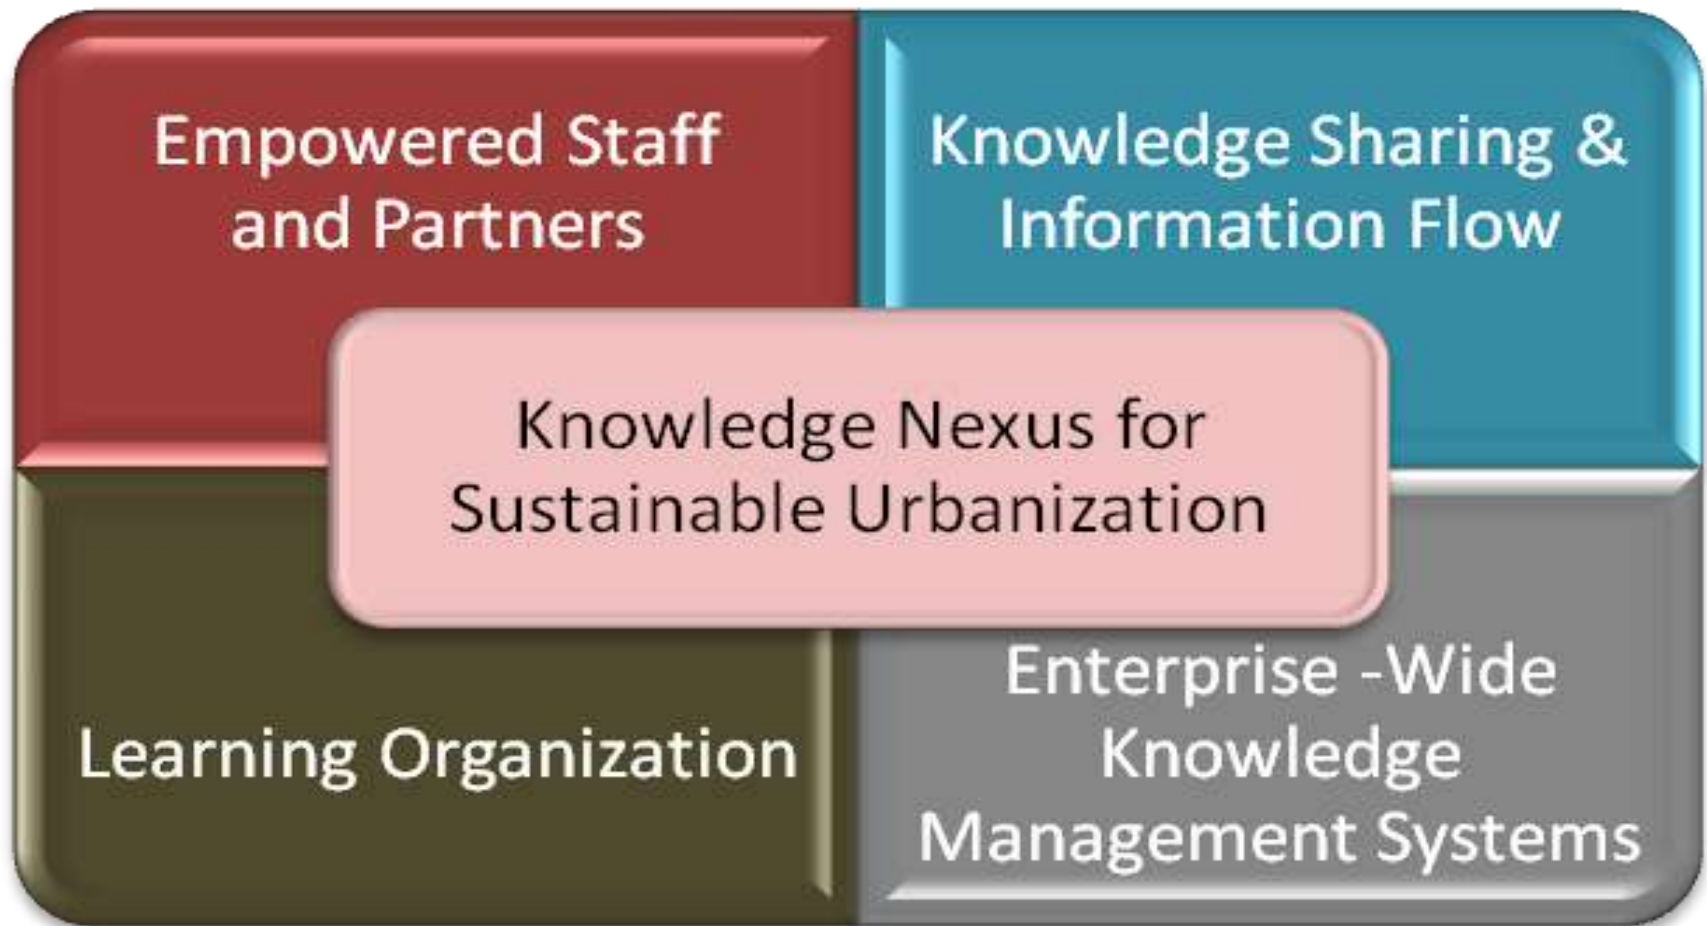 Empowered Staff
and Partners
Knowledge Sharing &
Information Flow
Knowledge Nexus for
Sustainable Urbanization
Learning Organization
Enterprise -Wide
Knowledge
Management Systems